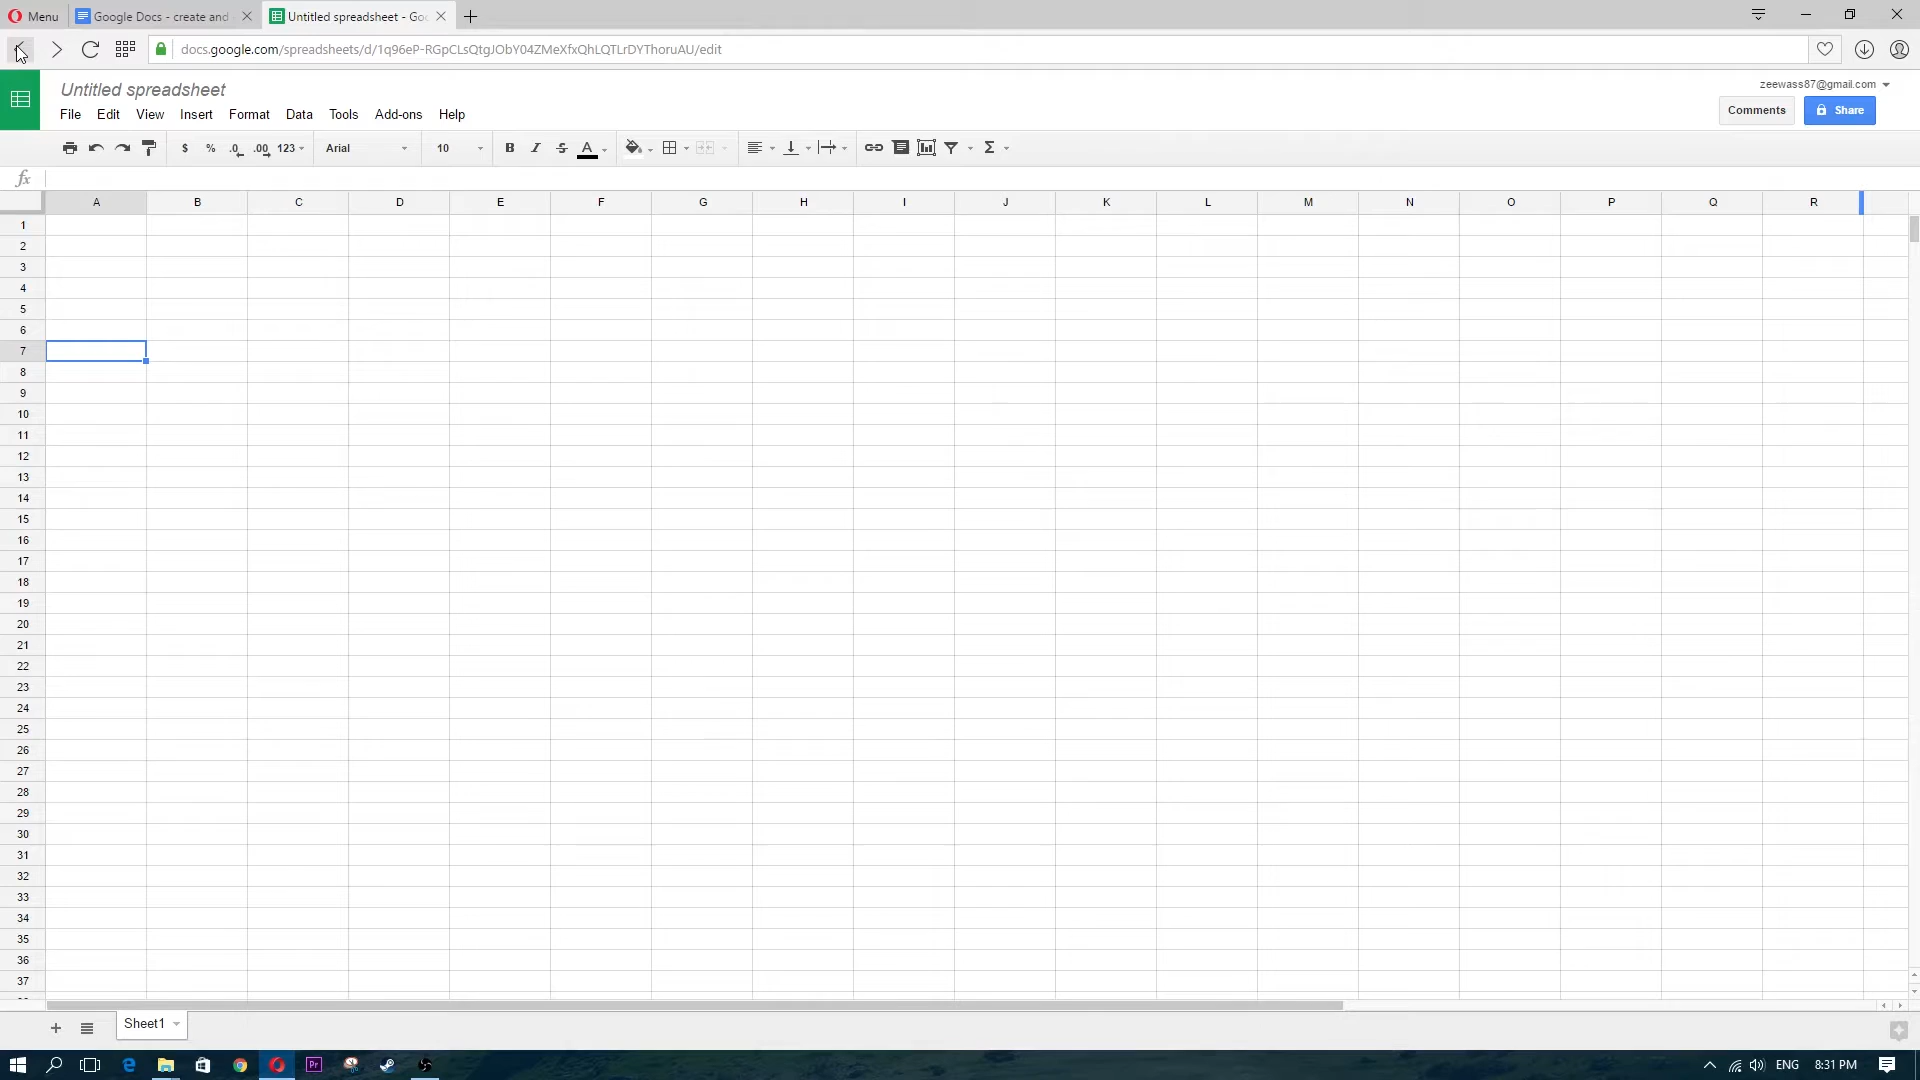 Menu
Google Docs - create and
Untitled spreadsheet - Goo
docs.google.com/spreadsheets/d/1q96eP-RGpCLsQtgJObY04ZMeXfxQhLQTLrDYThoruAU/edit
Untitled spreadsheet
zeewass87@gmail.com
File Edit View Insert Format Data Tools Add-ons Help
Comments
Share
$ % .0 .00 123 Arial 10 B I S A Σ
fx
A B C D E F G H I J K L M N O P Q R
1
2
3
4
5
6
7
8
9
10
11
12
13
14
15
16
17
18
19
20
21
22
23
24
25
26
27
28
29
30
31
32
33
34
35
36
37
Sheet1
Pr
ENG 8:31 PM